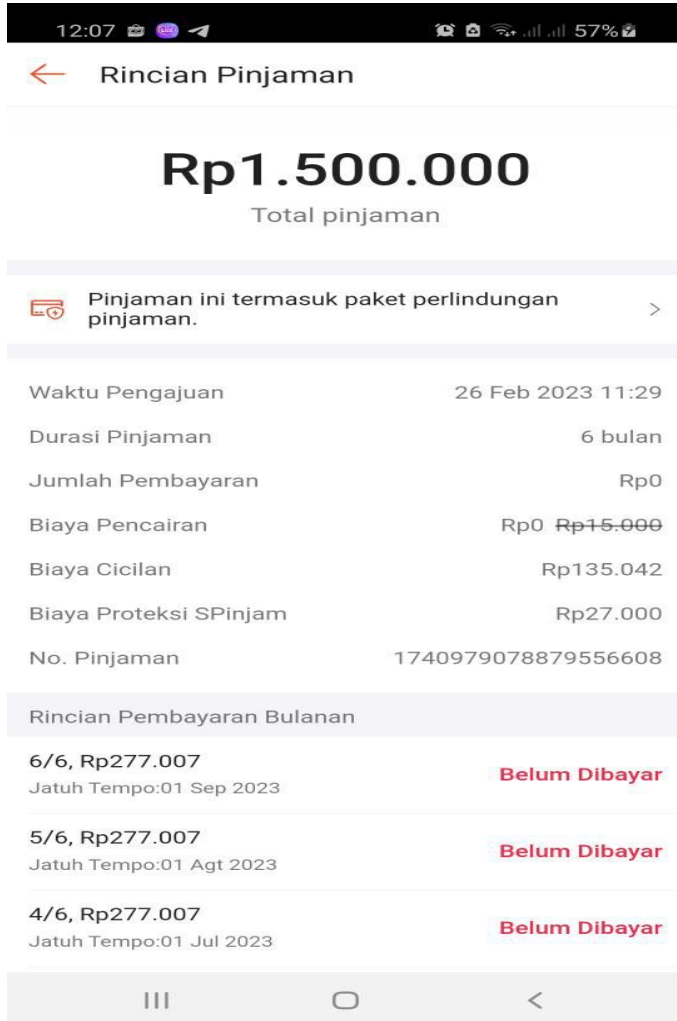 12:07
57%
Rincian Pinjaman
Rp1.500.000
Total pinjaman
Pinjaman ini termasuk paket perlindungan
pinjaman.
Waktu Pengajuan 26 Feb 2023 11:29
Durasi Pinjaman 6 bulan
Jumlah Pembayaran Rp0
Biaya Pencairan Rp0 Rp15.000
Biaya Cicilan Rp135.042
Biaya Proteksi SPinjam Rp27.000
No. Pinjaman 1740979078879556608
Rincian Pembayaran Bulanan
6/6, Rp277.007
Jatuh Tempo:01 Sep 2023
Belum Dibayar
5/6, Rp277.007
Jatuh Tempo:01 Agt 2023
Belum Dibayar
4/6, Rp277.007
Jatuh Tempo:01 Jul 2023
Belum Dibayar